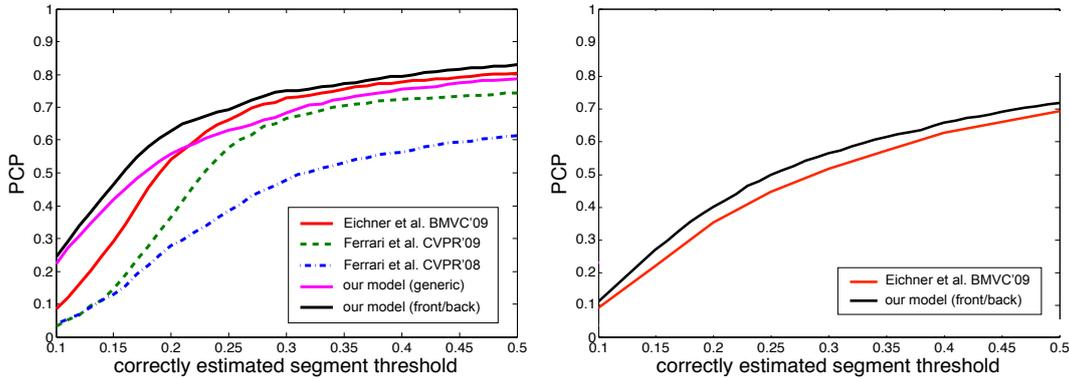 1
0.9
0.8
0.7
0.6
0.5
0.4
0.3
0.2
0.1
0
PCP
0.1 0.15 0.2 0.25 0.3 0.35 0.4 0.45 0.5
correctly estimated segment threshold
Eichner et al. BMVC'09
Ferrari et al. CVPR'09
Ferrari et al. CVPR'08
our model (generic)
our model (front/back)
1
0.9
0.8
0.7
0.6
0.5
0.4
0.3
0.2
0.1
0
PCP
0.1 0.15 0.2 0.25 0.3 0.35 0.4 0.45 0.5
correctly estimated segment threshold
Eichner et al. BMVC'09
our model (front/back)